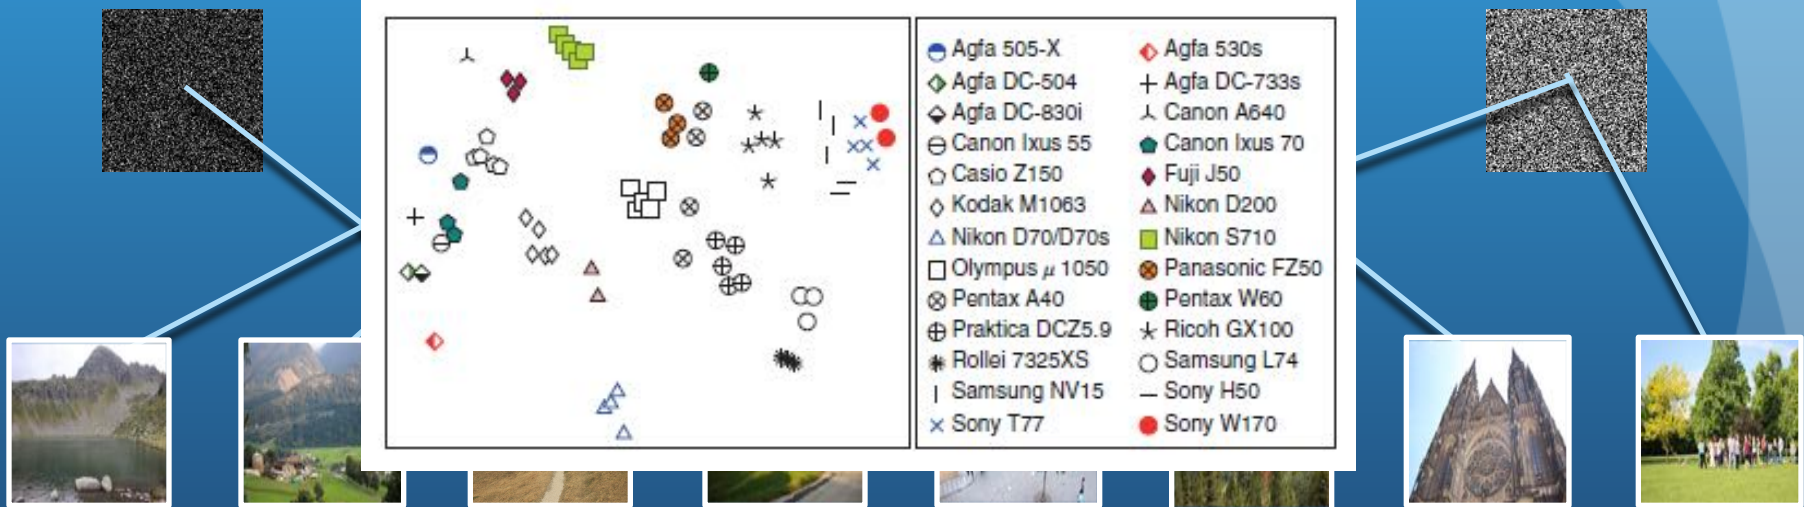 Agfa 505-X Agfa 530s
Agfa DC-504 Agfa DC-733s
Agfa DC-830i Canon A640
Canon Ixus 55 Canon Ixus 70
Casio Z150 Fuji J50
Kodak M1063 Nikon D200
Nikon D70/D70s Nikon S710
Olympus μ 1050 Panasonic FZ50
Pentax A40 Pentax W60
Praktica DCZ5.9 Ricoh GX100
Rollei 7325XS Samsung L74
Samsung NV15 Sony H50
Sony T77 Sony W170